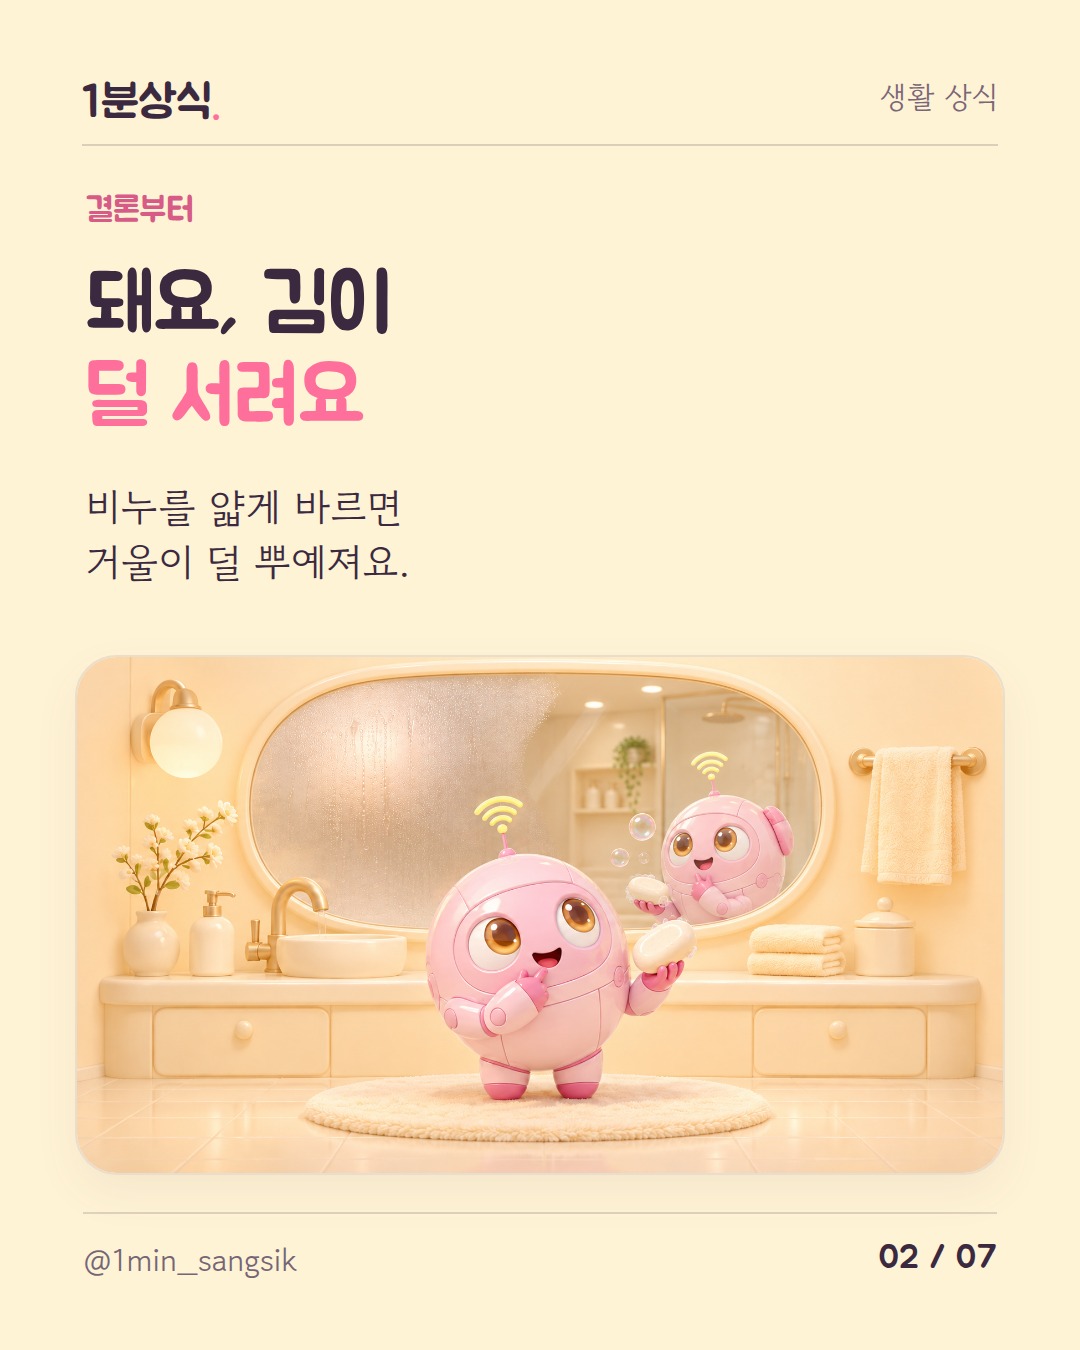 1분상식.
생활 상식
결론부터
돼요, 김이
덜 서려요
비누를 얇게 바르면
거울이 덜 뿌예져요.
@1min_sangsik
02 / 07